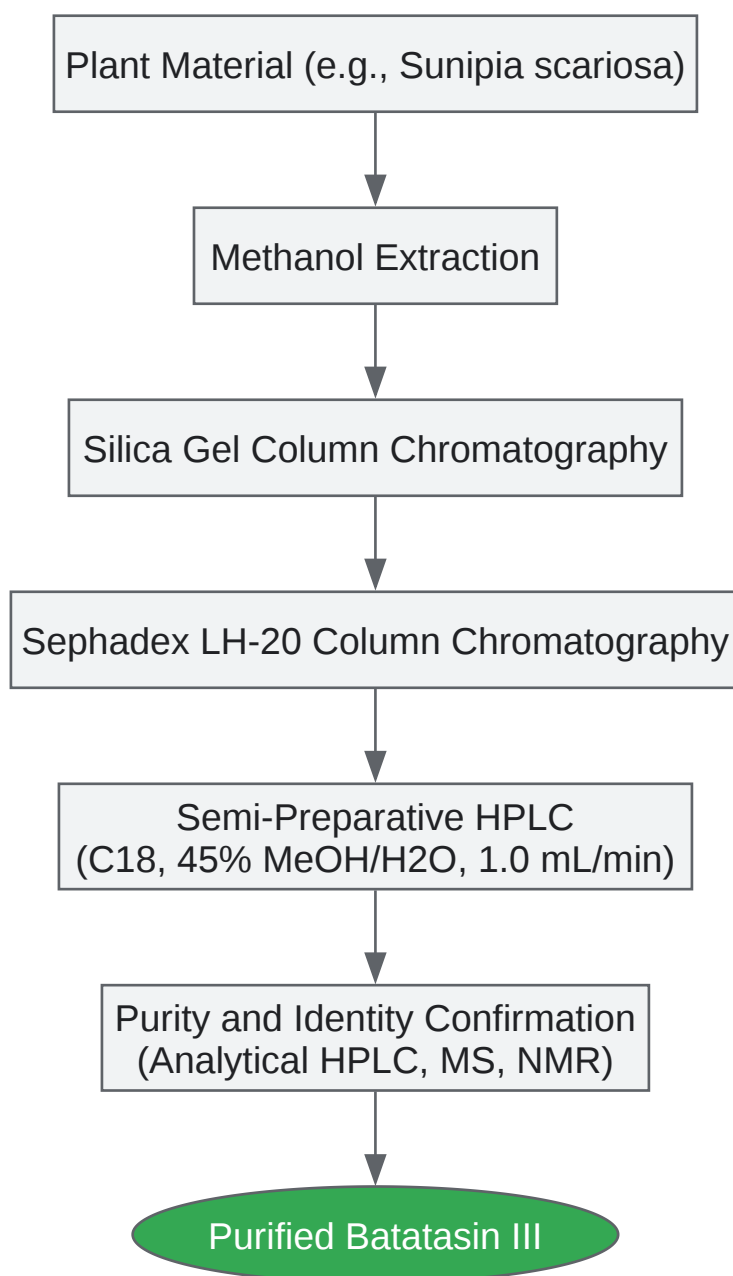 Plant Material (e.g., Sunipia scariosa)
Methanol Extraction
Silica Gel Column Chromatography
Sephadex LH-20 Column Chromatography
Semi-Preparative HPLC
(C18, 45% MeOH/H2O, 1.0 mL/min)
Purity and Identity Confirmation
(Analytical HPLC, MS, NMR)
Purified Batatasin III